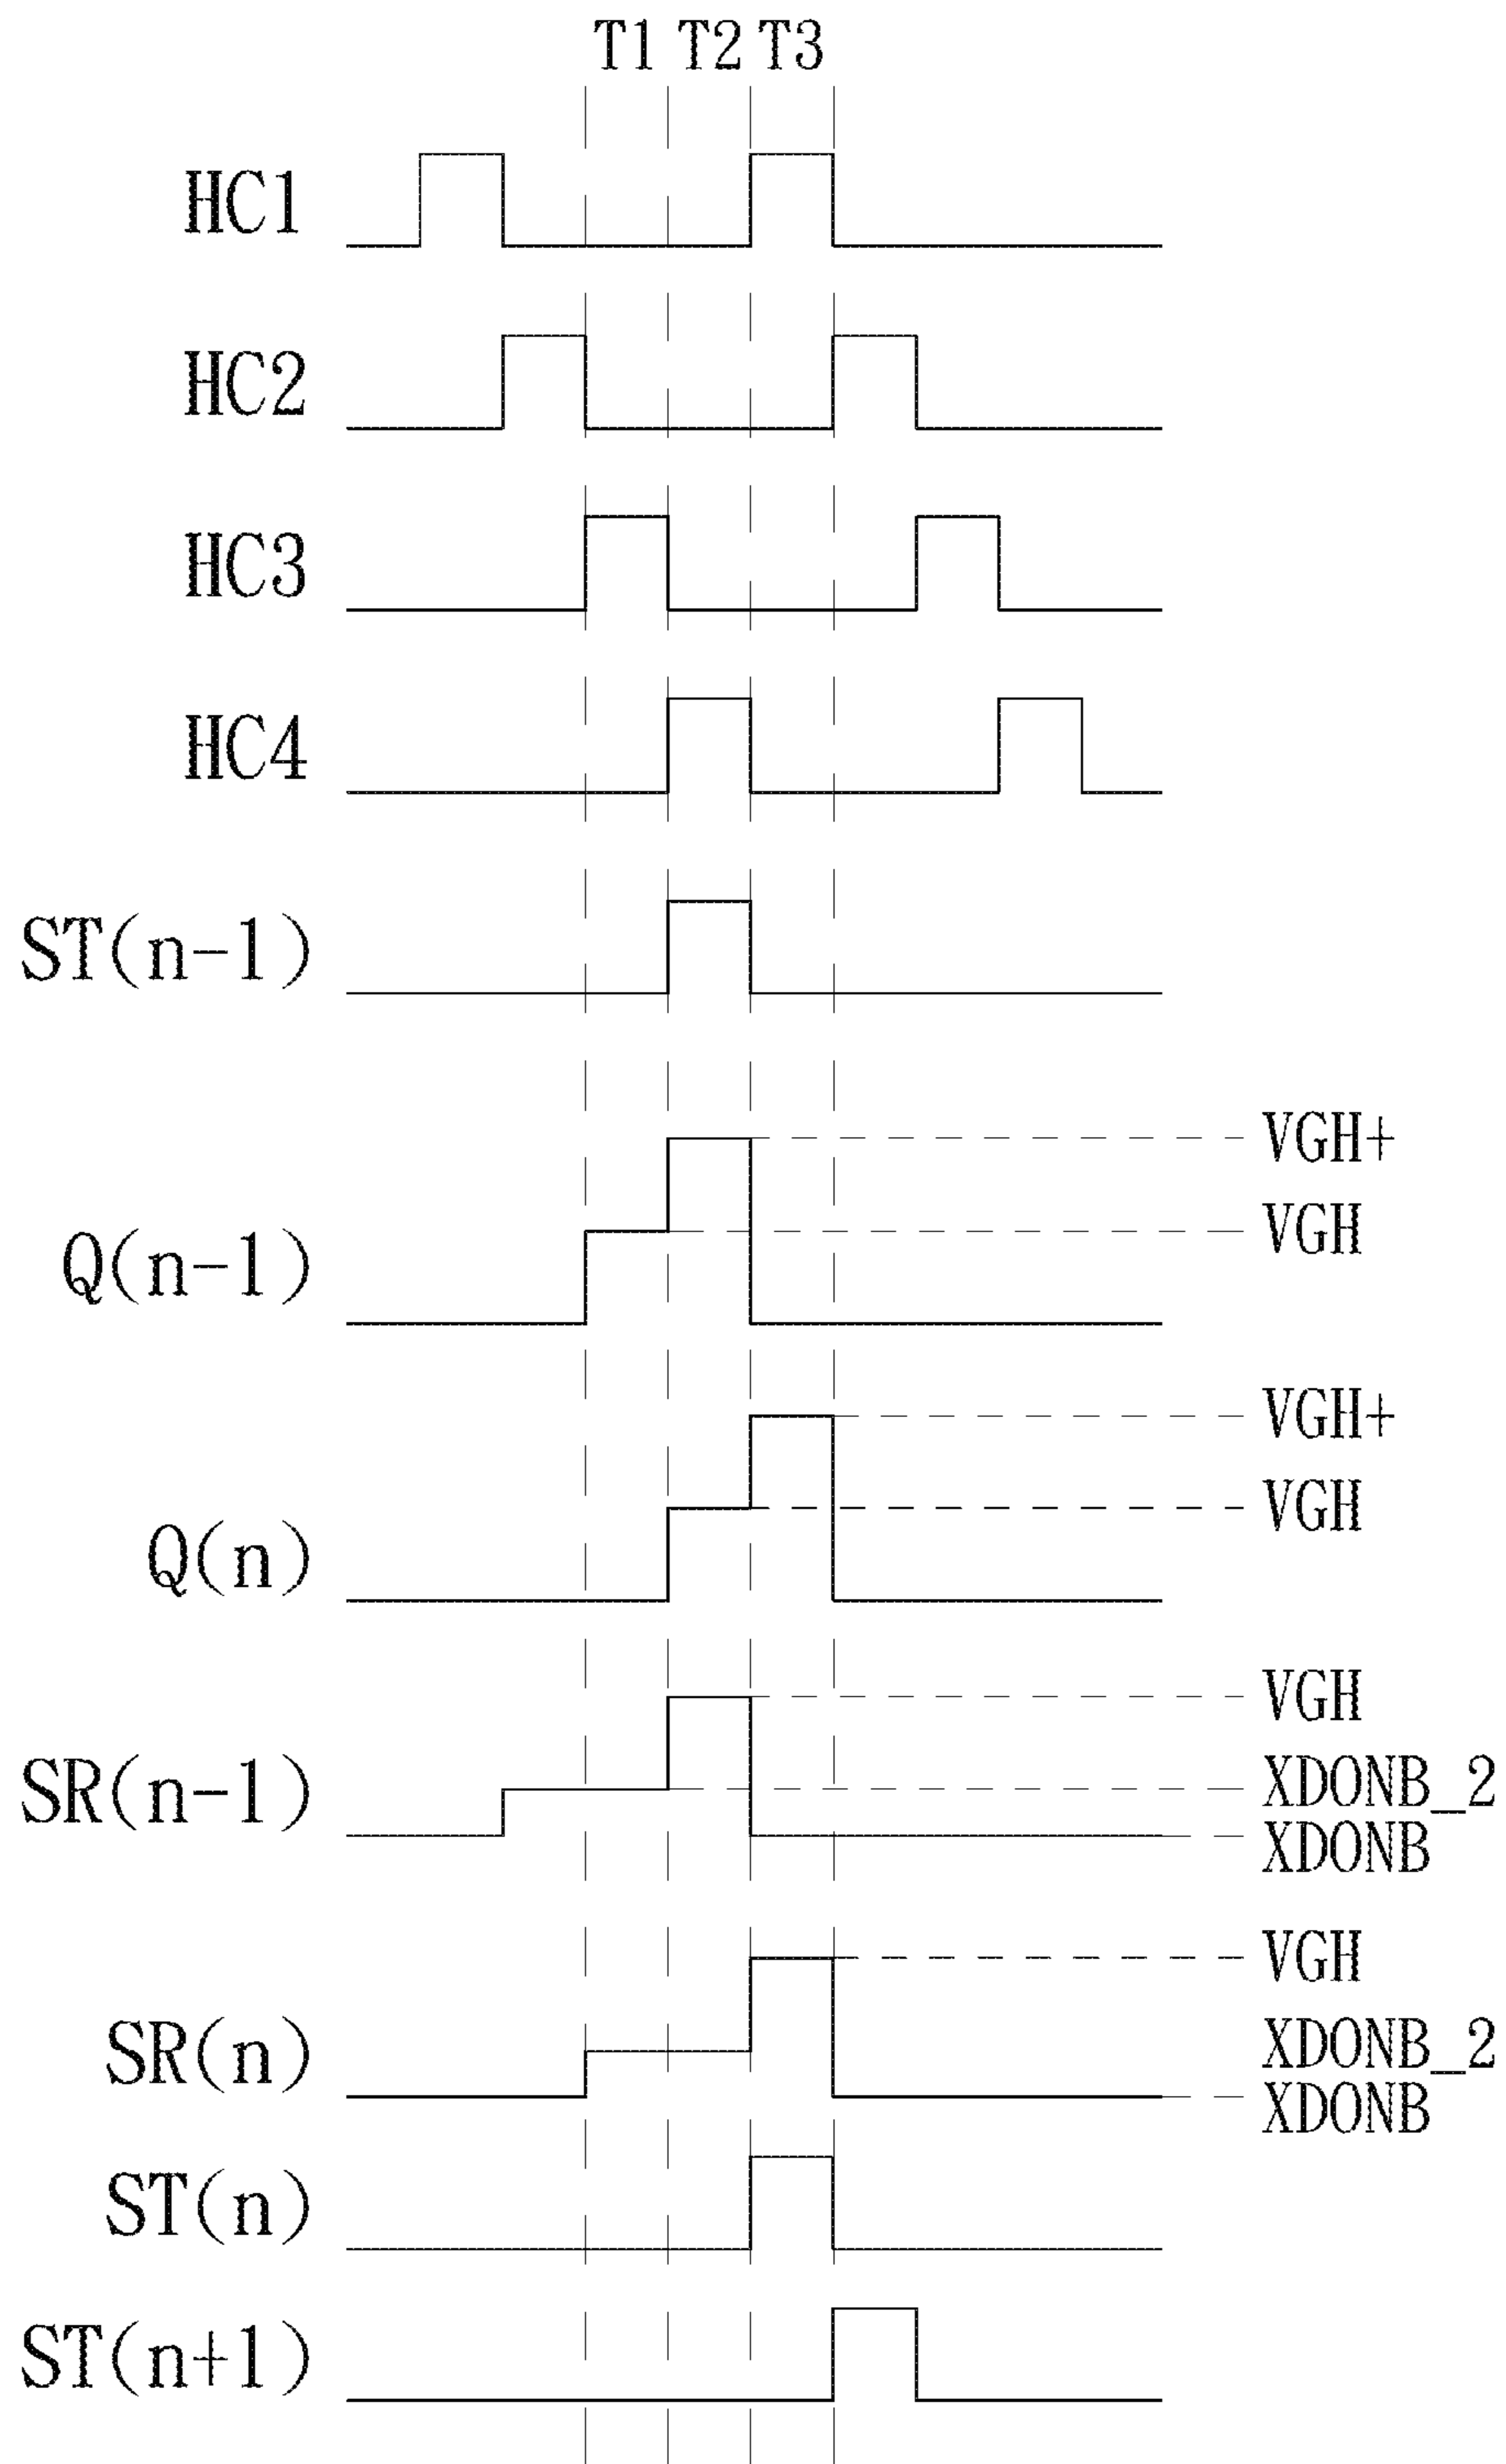 T1 T2 T3
HC1
HC2
HC3
HC4
ST(n-1)
VGH+
VGH
Q(n-1)
VGH+
VGH
Q(n)
VGH
XDONB_2
SR(n-1)
XDONB
VGH
XDONB_2
SR(n)
XDONB
ST(n)
ST(n+1)